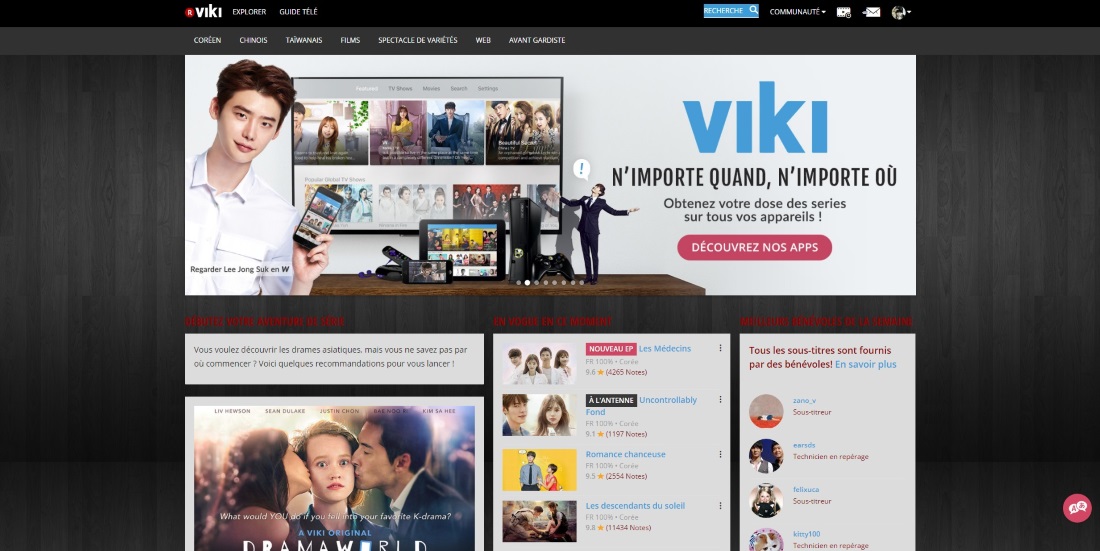 R VIKI
EXPLORER
GUIDE TÉLÉ
RECHERCHE
COMMUNAUTÉ
CORÉEN
CHINOIS
TAÏWANAIS
FILMS
SPECTACLE DE VARIÉTÉS
WEB
AVANT GARDISTE
Featured TV Shows Movies Search Settings
Popular Global TV Shows
!
viki
N'IMPORTE QUAND, N'IMPORTE OÙ
Obtenez votre dose des series
sur tous vos appareils !
DÉCOUVREZ NOS APPS
Regarder Lee Jong Suk en W
DÉBUTEZ VOTRE AVENTURE DE SÉRIE
Vous voulez découvrir les drames asiatiques, mais vous ne savez pas par
où commencer ? Voici quelques recommandations pour vous lancer !
LIV HEWSON SEAN DULAKE JUSTIN CHON BAE NOO RI KIM SA HEE
What would YOU do if you fell into your favorite K-drama?
A VIKI ORIGINAL
DRAMAWORLD
EN VOGUE EN CE MOMENT
NOUVEAU EP Les Médecins
FR 100% • Corée
9.6 (4265 Notes)
À L'ANTENNE Uncontrollably
Fond
FR 100% • Corée
9.1 (1197 Notes)
Romance chanceuse
FR 100% • Corée
9.5 (2554 Notes)
Les descendants du soleil
FR 100% • Corée
9.8 (11434 Notes)
MEILLEURS BÉNÉVOLES DE LA SEMAINE
Tous les sous-titres sont fournis
par des bénévoles! En savoir plus
zano_v
Sous-titreur
earsds
Technicien en repérage
felixuca
Sous-titreur
kitty100
Technicien en repérage